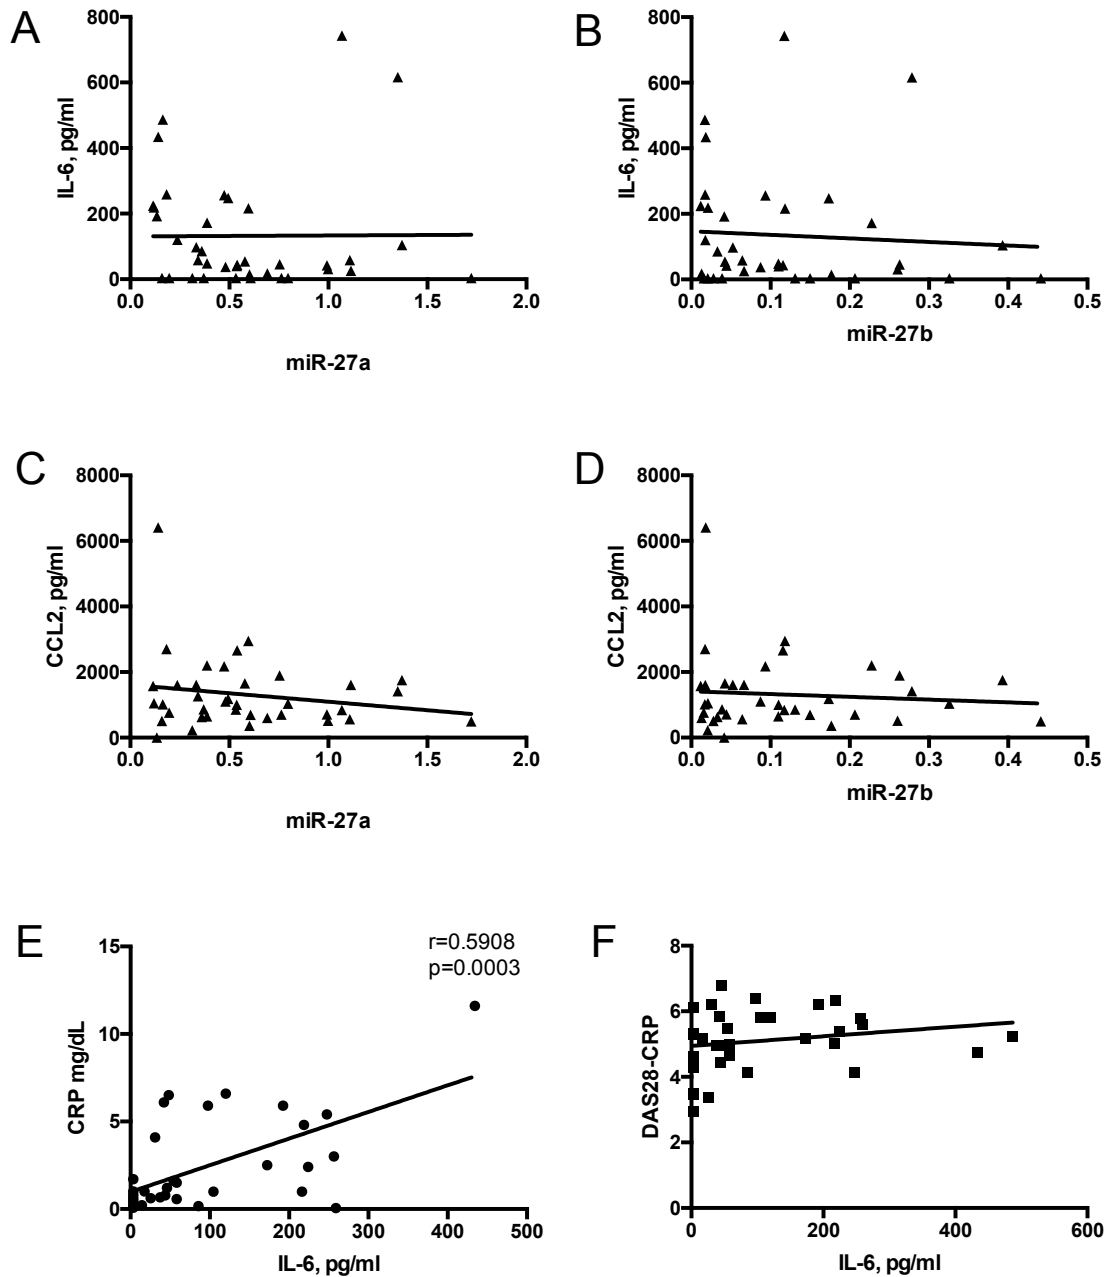 A
800
600
400
200
0
IL-6, pg/ml
0.0 0.5 1.0 1.5 2.0
miR-27a
B
800
600
400
200
0
IL-6, pg/ml
0.0 0.1 0.2 0.3 0.4 0.5
miR-27b
C
8000
6000
4000
2000
0
CCL2, pg/ml
0.0 0.5 1.0 1.5 2.0
miR-27a
D
8000
6000
4000
2000
0
CCL2, pg/ml
0.0 0.1 0.2 0.3 0.4 0.5
miR-27b
E
r=0.5908
p=0.0003
15
10
5
0
CRP mg/dL
0 100 200 300 400 500
IL-6, pg/ml
F
8
6
4
2
0
DAS28-CRP
0 200 400 600
IL-6, pg/ml